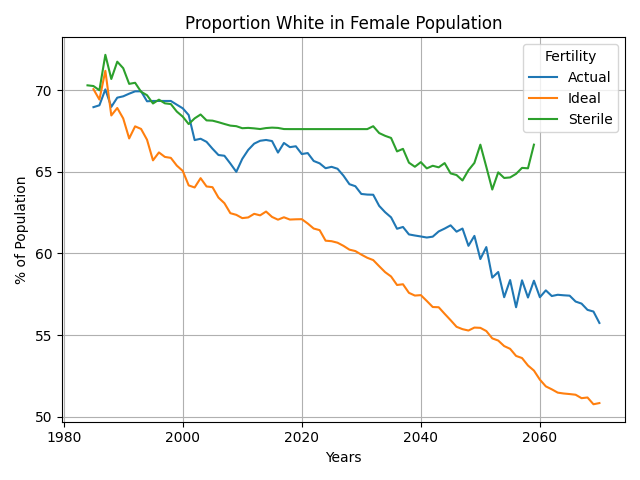 Proportion White in Female Population
% of Population
70
65
60
55
50
Fertility
Actual
Ideal
Sterile
1980
2000
2020
2040
2060
Years